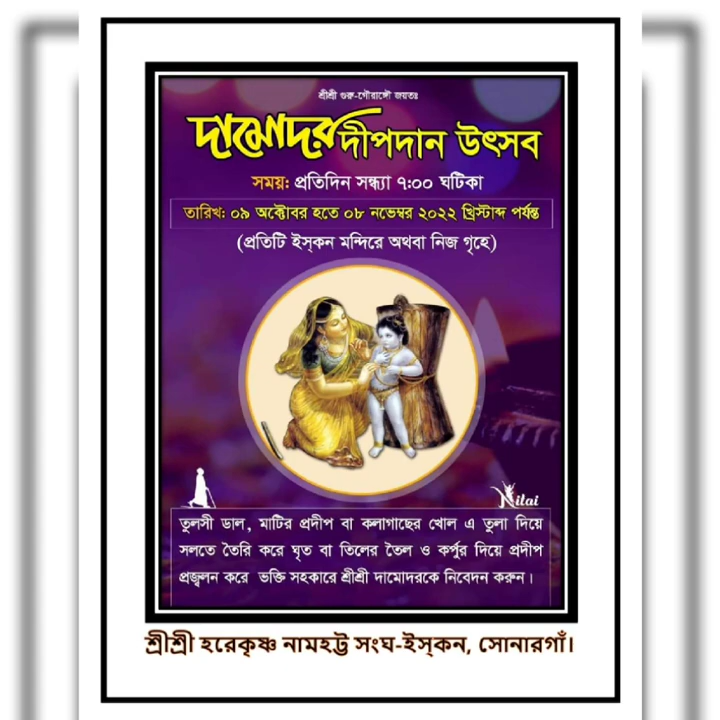 শ্রীশ্রী গুরু-গৌরাঙ্গৌ জয়তঃ
দামোদর দীপদান উৎসব
সময়: প্রতিদিন সন্ধ্যা ৭:০০ ঘটিকা
তারিখ: ০৯ অক্টোবর হতে ০৮ নভেম্বর ২০২২ খ্রিস্টাব্দ পর্যন্ত
(প্রতিটি ইস্‌কন মন্দিরে অথবা নিজ গৃহে)
Nitai
তুলসী ডাল, মাটির প্রদীপ বা কলাগাছের খোল এ তুলা দিয়ে
সলতে তৈরি করে ঘৃত বা তিলের তৈল ও কর্পুর দিয়ে প্রদীপ
প্রজ্বলন করে ভক্তি সহকারে শ্রীশ্রী দামোদরকে নিবেদন করুন।
শ্রীশ্রী হরেকৃষ্ণ নামহট্ট সংঘ-ইস্‌কন, সোনারগাঁ।